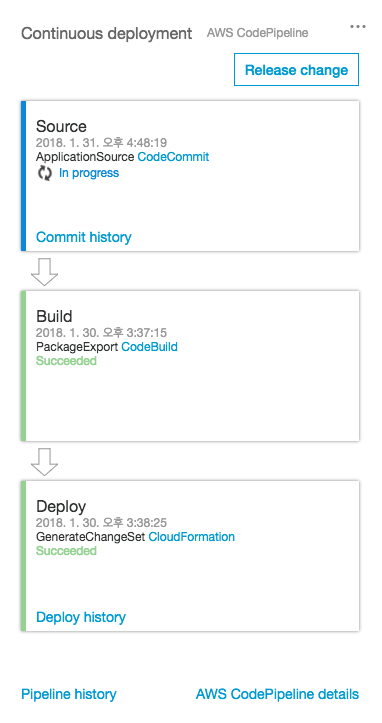 Continuous deployment AWS CodePipeline ...
Release change
Source
2018. 1. 31. 오후 4:48:19
ApplicationSource CodeCommit
In progress
Commit history
Build
2018. 1. 30. 오후 3:37:15
PackageExport CodeBuild
Succeeded
Deploy
2018. 1. 30. 오후 3:38:25
GenerateChangeSet CloudFormation
Succeeded
Deploy history
Pipeline history AWS CodePipeline details